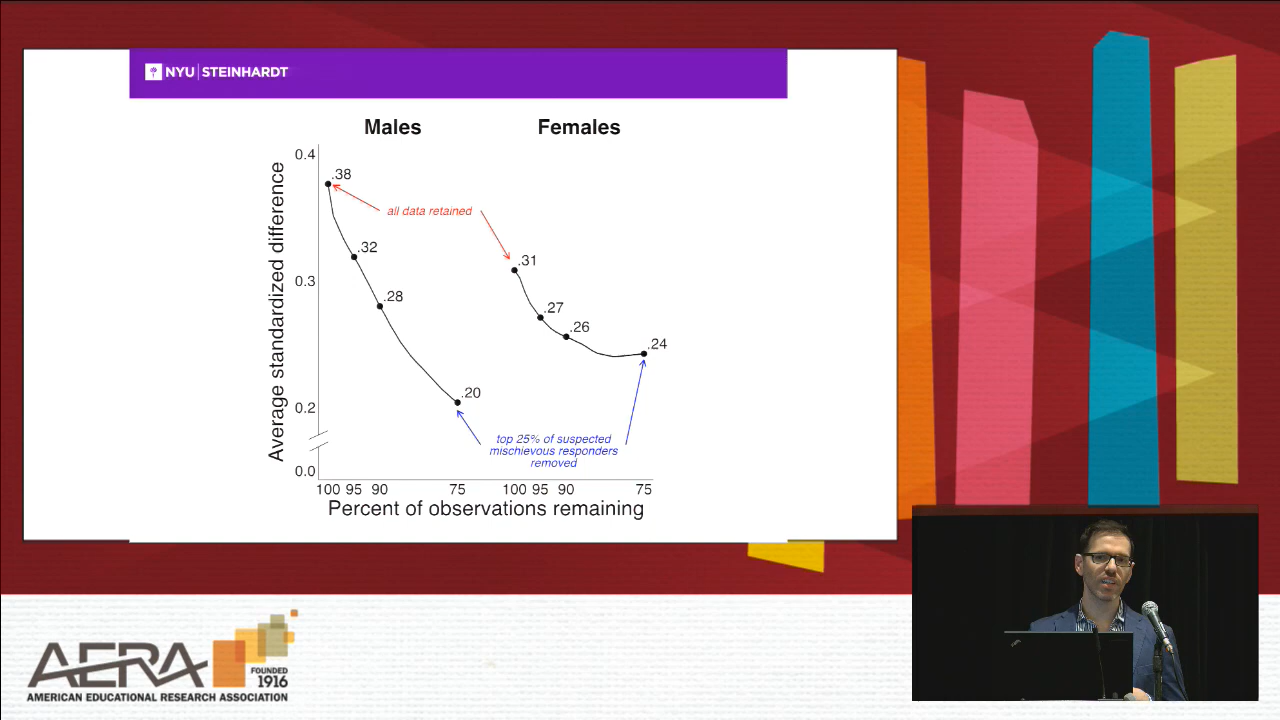 NYU STEINHARDT
Males
Females
Average standardized difference
0.4
0.3
0.2
0.0
.38
.32
.28
.20
all data retained
.31
.27
.26
.24
top 25% of suspected
mischievous responders
removed
100 95 90 75 100 95 90 75
Percent of observations remaining
AERA
FOUNDED
1916
AMERICAN EDUCATIONAL RESEARCH ASSOCIATION